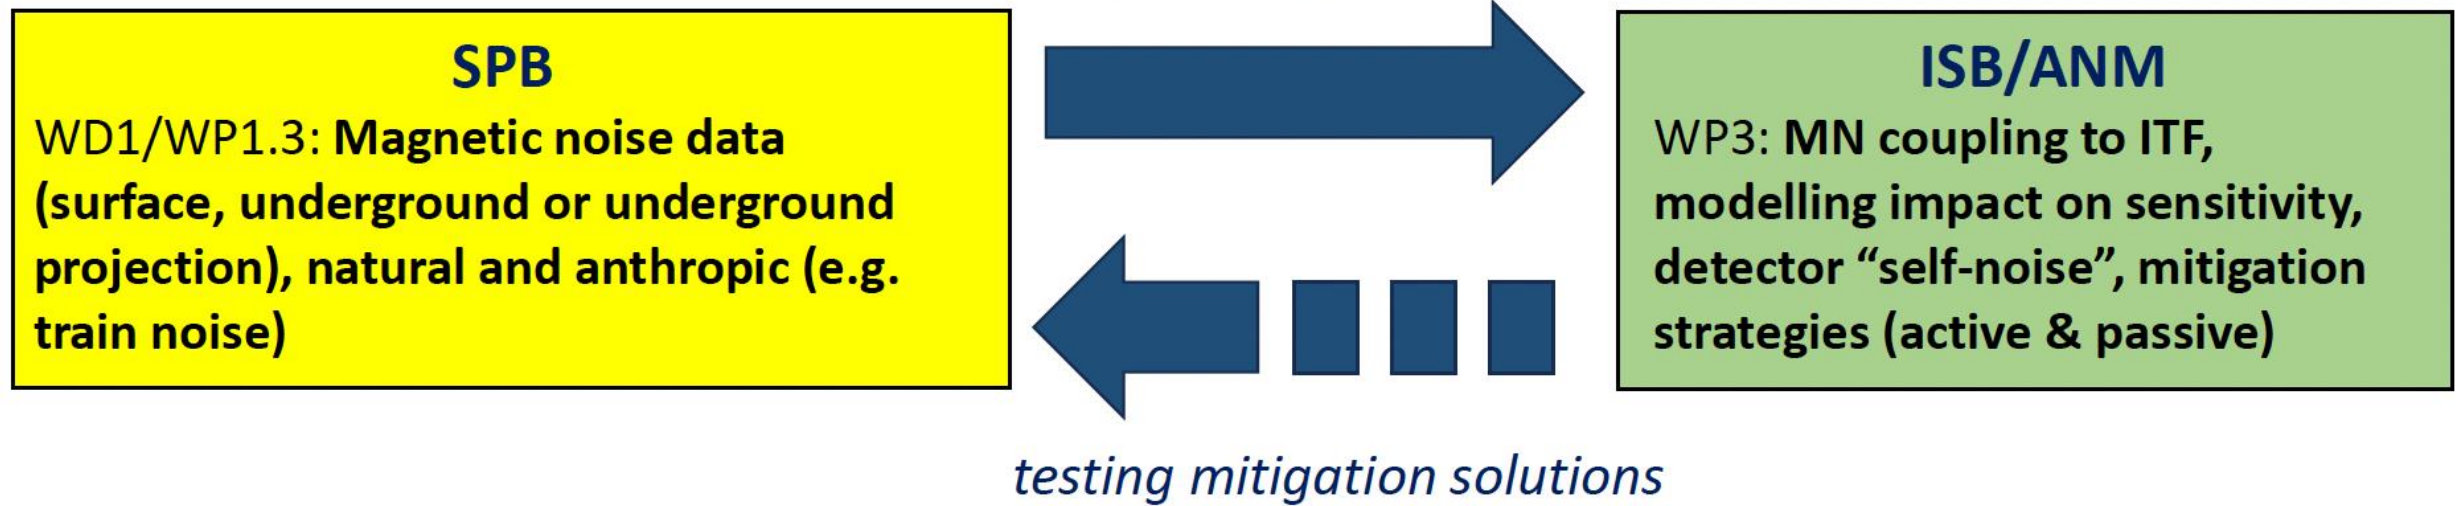 SPB
WD1/WP1.3: Magnetic noise data
(surface, underground or underground
projection), natural and anthropic (e.g.
train noise)
ISB/ANM
WP3: MN coupling to ITF,
modelling impact on sensitivity,
detector “self-noise”, mitigation
strategies (active & passive)
testing mitigation solutions